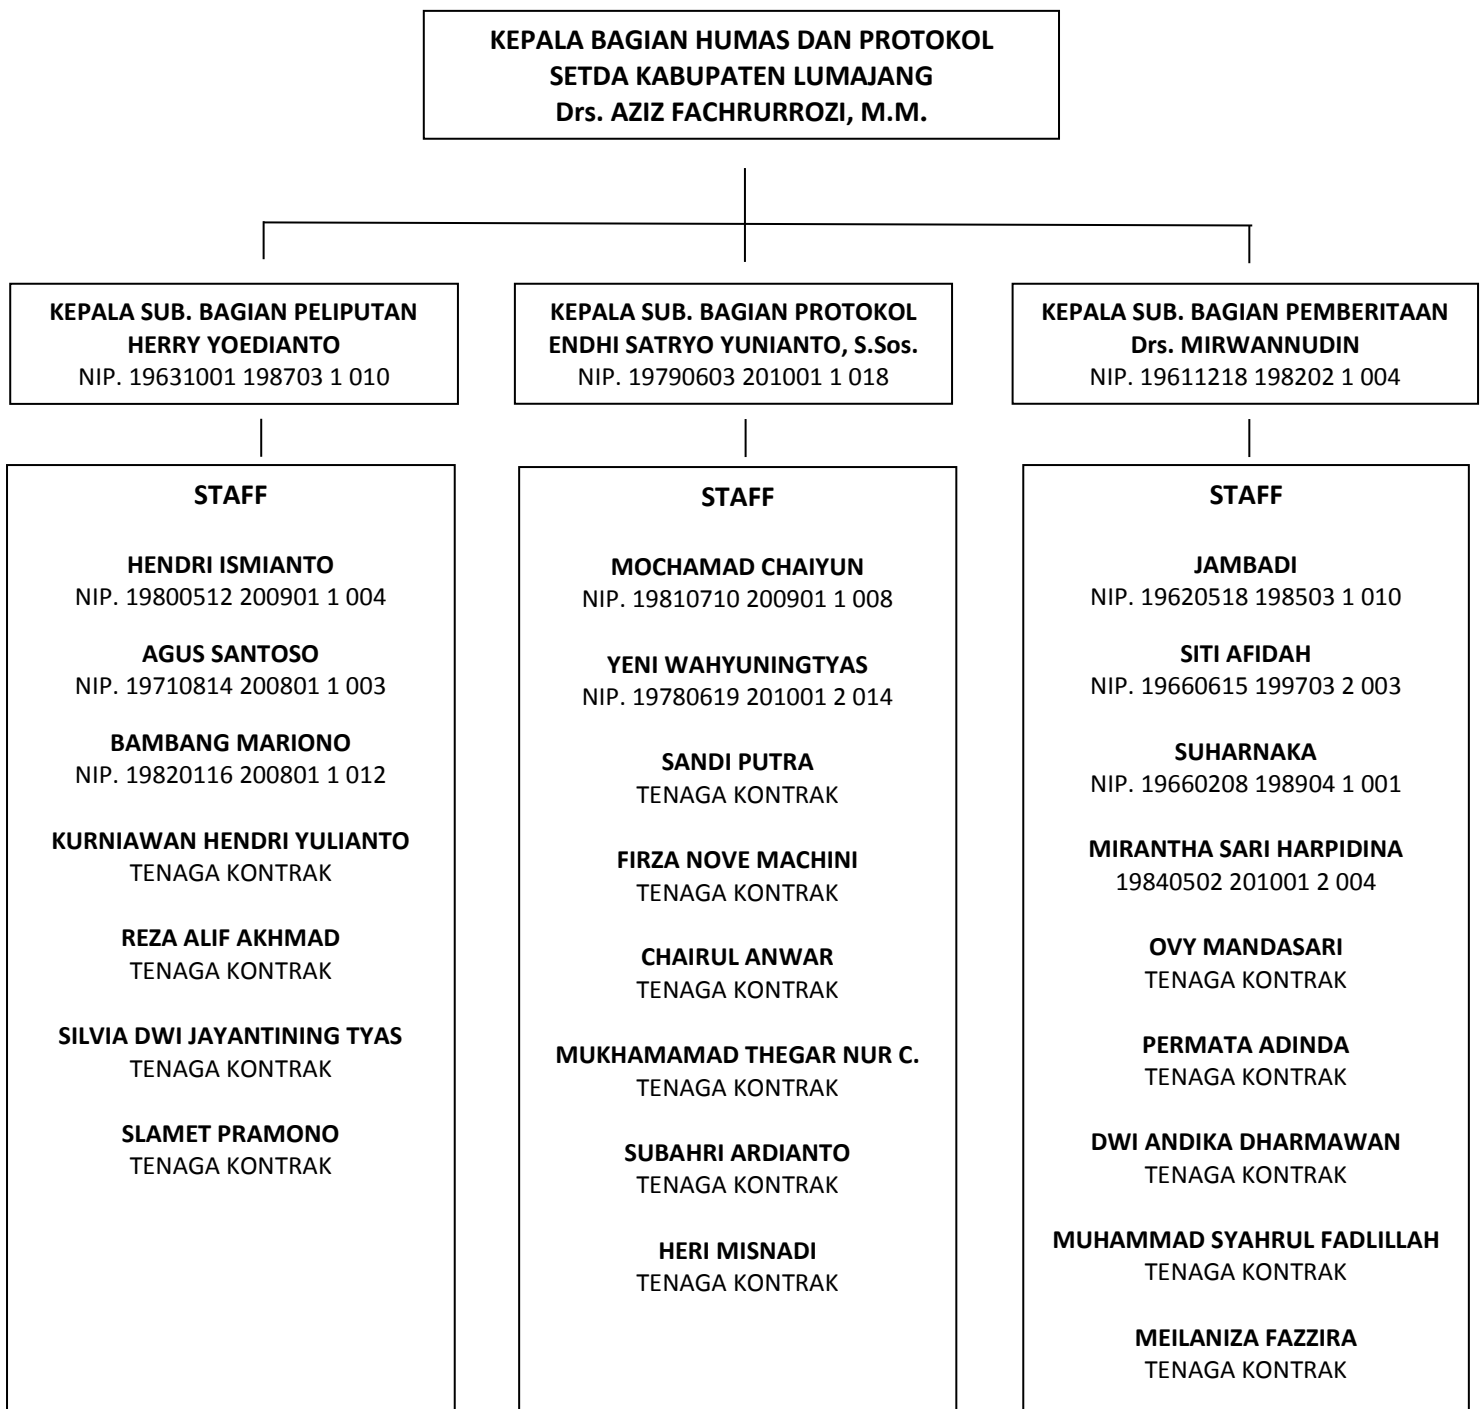 KEPALA BAGIAN HUMAS DAN PROTOKOL
SETDA KABUPATEN LUMAJANG
Drs. AZIZ FACHRURROZI, M.M.
KEPALA SUB. BAGIAN PELIPUTAN
HERRY YOEDIANTO
NIP. 19631001 198703 1 010
KEPALA SUB. BAGIAN PROTOKOL
ENDHI SATRYO YUNIANTO, S.Sos.
NIP. 19790603 201001 1 018
KEPALA SUB. BAGIAN PEMBERITAAN
Drs. MIRWANNUDIN
NIP. 19611218 198202 1 004
STAFF
HENDRI ISMIANTO
NIP. 19800512 200901 1 004
AGUS SANTOSO
NIP. 19710814 200801 1 003
BAMBANG MARIONO
NIP. 19820116 200801 1 012
KURNIAWAN HENDRI YULIANTO
TENAGA KONTRAK
REZA ALIF AKHMAD
TENAGA KONTRAK
SILVIA DWI JAYANTINING TYAS
TENAGA KONTRAK
SLAMET PRAMONO
TENAGA KONTRAK
STAFF
MOCHAMAD CHAIYUN
NIP. 19810710 200901 1 008
YENI WAHYUNINGTYAS
NIP. 19780619 201001 2 014
SANDI PUTRA
TENAGA KONTRAK
FIRZA NOVE MACHINI
TENAGA KONTRAK
CHAIRUL ANWAR
TENAGA KONTRAK
MUKHAMAMAD THEGAR NUR C.
TENAGA KONTRAK
SUBAHRI ARDIANTO
TENAGA KONTRAK
HERI MISNADI
TENAGA KONTRAK
STAFF
JAMBADI
NIP. 19620518 198503 1 010
SITI AFIDAH
NIP. 19660615 199703 2 003
SUHARNAKA
NIP. 19660208 198904 1 001
MIRANTHA SARI HARPIDINA
19840502 201001 2 004
OVY MANDASARI
TENAGA KONTRAK
PERMATA ADINDA
TENAGA KONTRAK
DWI ANDIKA DHARMAWAN
TENAGA KONTRAK
MUHAMMAD SYAHRUL FADLILLAH
TENAGA KONTRAK
MEILANIZA FAZZIRA
TENAGA KONTRAK